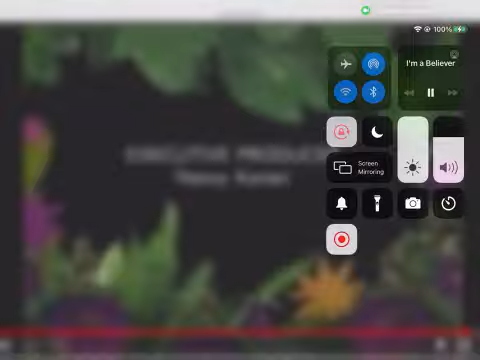 100%
I'm a Believer
Screen
Mirroring
EXECUTIVE PRODUCER